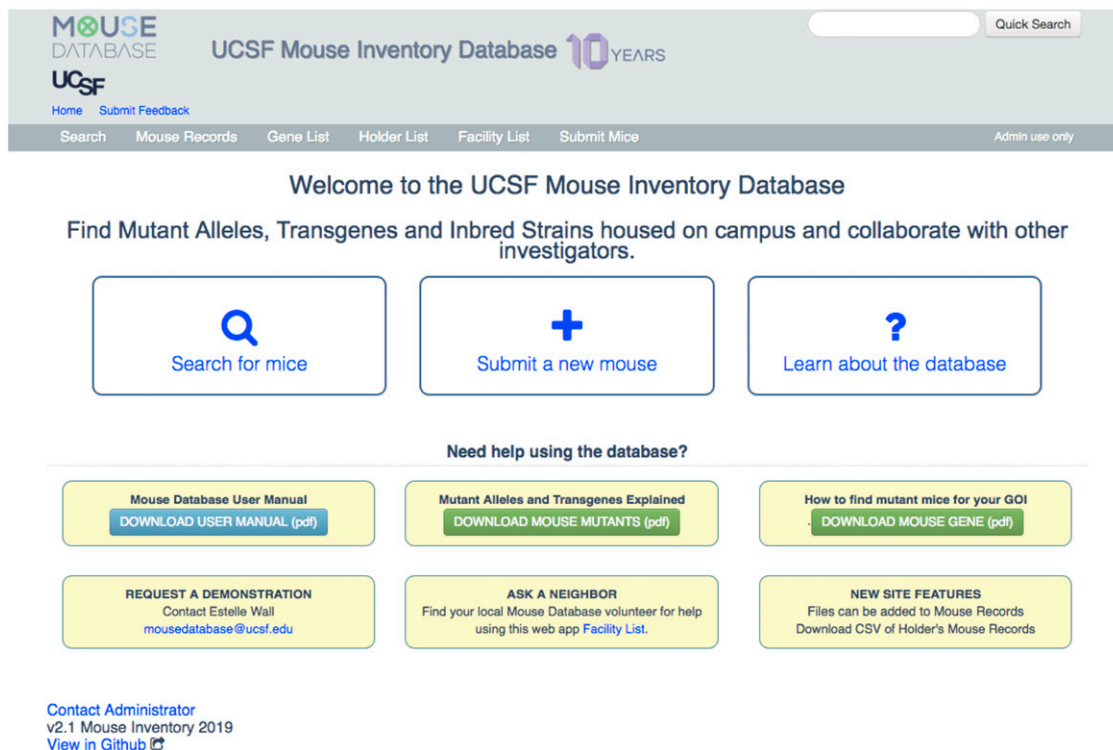 MOUSE
DATABASE
UCSF
UCSF Mouse Inventory Database 10 YEARS
Quick Search
Home Submit Feedback
Search Mouse Records Gene List Holder List Facility List Submit Mice Admin use only
Welcome to the UCSF Mouse Inventory Database
Find Mutant Alleles, Transgenes and Inbred Strains housed on campus and collaborate with other
investigators.
Search for mice
Submit a new mouse
?
Learn about the database
Need help using the database?
Mouse Database User Manual
DOWNLOAD USER MANUAL (pdf)
Mutant Alleles and Transgenes Explained
DOWNLOAD MOUSE MUTANTS (pdf)
How to find mutant mice for your GOI
. DOWNLOAD MOUSE GENE (pdf)
REQUEST A DEMONSTRATION
Contact Estelle
Wall
mousedatabase@ucsf.edu
ASK A NEIGHBOR
Find your local Mouse Database volunteer for help
using this web app Facility List.
NEW SITE FEATURES
Files can be added to Mouse Records
Download CSV of Holder's Mouse Records
Contact Administrator
v2.1 Mouse Inventory 2019
View in Github